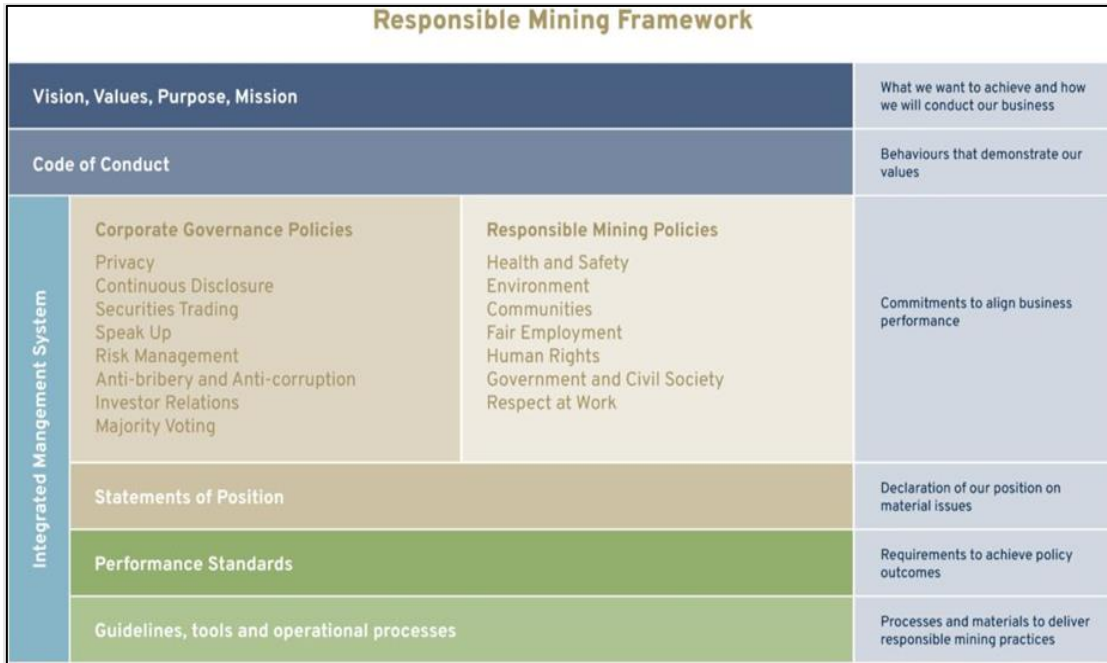 Responsible Mining Framework
Vision, Values, Purpose, Mission
What we want to achieve and how
we will conduct our business
Code of Conduct
Behaviours that demonstrate our
values
Integrated Mangement System
Corporate Governance Policies
Privacy
Continuous Disclosure
Securities Trading
Speak Up
Risk Management
Anti-bribery and Anti-corruption
Investor Relations
Majority Voting
Responsible Mining Policies
Health and Safety
Environment
Communities
Fair Employment
Human Rights
Government and Civil Society
Respect at Work
Commitments to align business
performance
Statements of Position
Declaration of our position on
material issues
Performance Standards
Requirements to achieve policy
outcomes
Guidelines, tools and operational processes
Processes and materials to deliver
responsible mining practices